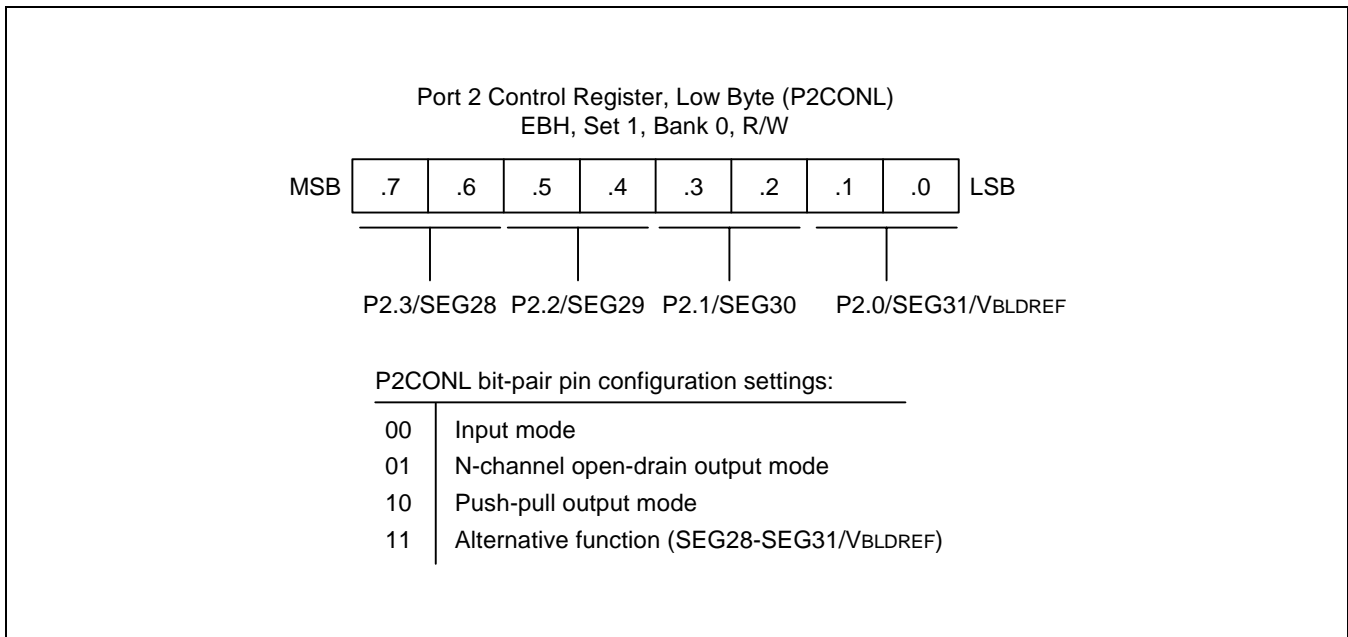 Port 2 Control Register, Low Byte (P2CONL)
EBH, Set 1, Bank 0, R/W
MSB .7 .6 .5 .4 .3 .2 .1 .0 LSB
P2.3/SEG28 P2.2/SEG29 P2.1/SEG30 P2.0/SEG31/VBLDREF
P2CONL bit-pair pin configuration settings:
00 Input mode
01 N-channel open-drain output mode
10 Push-pull output mode
11 Alternative function (SEG28-SEG31/VBLDREF)